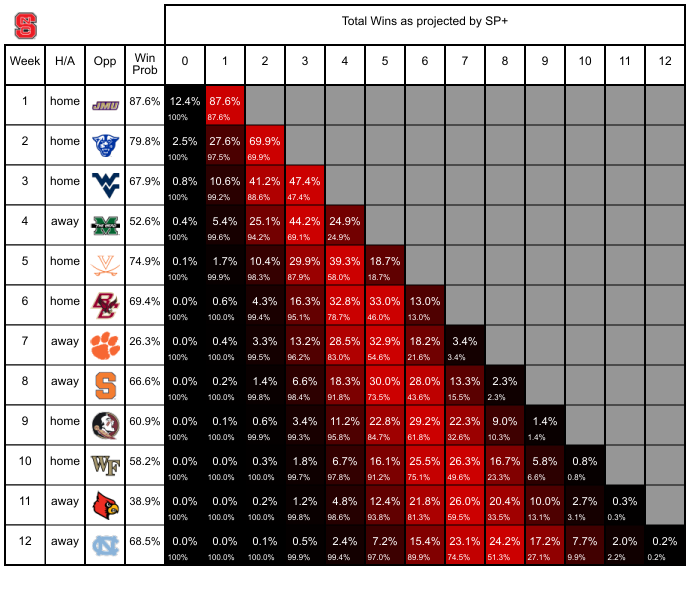 Total Wins as projected by SP+
Week H/A Opp Win Prob 0 1 2 3 4 5 6 7 8 9 10 11 12
1 home JMU 87.6% 12.4% 87.6%
100% 87.6%
2 home 79.8% 2.5% 27.6% 69.9%
100% 97.5% 69.9%
3 home 67.9% 0.8% 10.6% 41.2% 47.4%
100% 99.2% 88.6% 47.4%
4 away 52.6% 0.4% 5.4% 25.1% 44.2% 24.9%
100% 99.6% 94.2% 69.1% 24.9%
5 home 74.9% 0.1% 1.7% 10.4% 29.9% 39.3% 18.7%
100% 99.9% 98.3% 87.9% 58.0% 18.7%
6 home 69.4% 0.0% 0.6% 4.3% 16.3% 32.8% 33.0% 13.0%
100% 100.0% 99.4% 95.1% 78.7% 46.0% 13.0%
7 away 26.3% 0.0% 0.4% 3.3% 13.2% 28.5% 32.9% 18.2% 3.4%
100% 100.0% 99.5% 96.2% 83.0% 54.6% 21.6% 3.4%
8 away S 66.6% 0.0% 0.2% 1.4% 6.6% 18.3% 30.0% 28.0% 13.3% 2.3%
100% 100.0% 99.8% 98.4% 91.8% 73.5% 43.6% 15.5% 2.3%
9 home 60.9% 0.0% 0.1% 0.6% 3.4% 11.2% 22.8% 29.2% 22.3% 9.0% 1.4%
100% 100.0% 99.9% 99.3% 95.8% 84.7% 61.8% 32.6% 10.3% 1.4%
10 home WF 58.2% 0.0% 0.0% 0.3% 1.8% 6.7% 16.1% 25.5% 26.3% 16.7% 5.8% 0.8%
100% 100.0% 100.0% 99.7% 97.8% 91.2% 75.1% 49.6% 23.3% 6.6% 0.8%
11 away 38.9% 0.0% 0.0% 0.2% 1.2% 4.8% 12.4% 21.8% 26.0% 20.4% 10.0% 2.7% 0.3%
100% 100.0% 100.0% 99.8% 98.6% 93.8% 81.3% 59.5% 33.5% 13.1% 3.1% 0.3%
12 away NC 68.5% 0.0% 0.0% 0.1% 0.5% 2.4% 7.2% 15.4% 23.1% 24.2% 17.2% 7.7% 2.0% 0.2%
100% 100.0% 100.0% 99.9% 99.4% 97.0% 89.9% 74.5% 51.3% 27.1% 9.9% 2.2% 0.2%